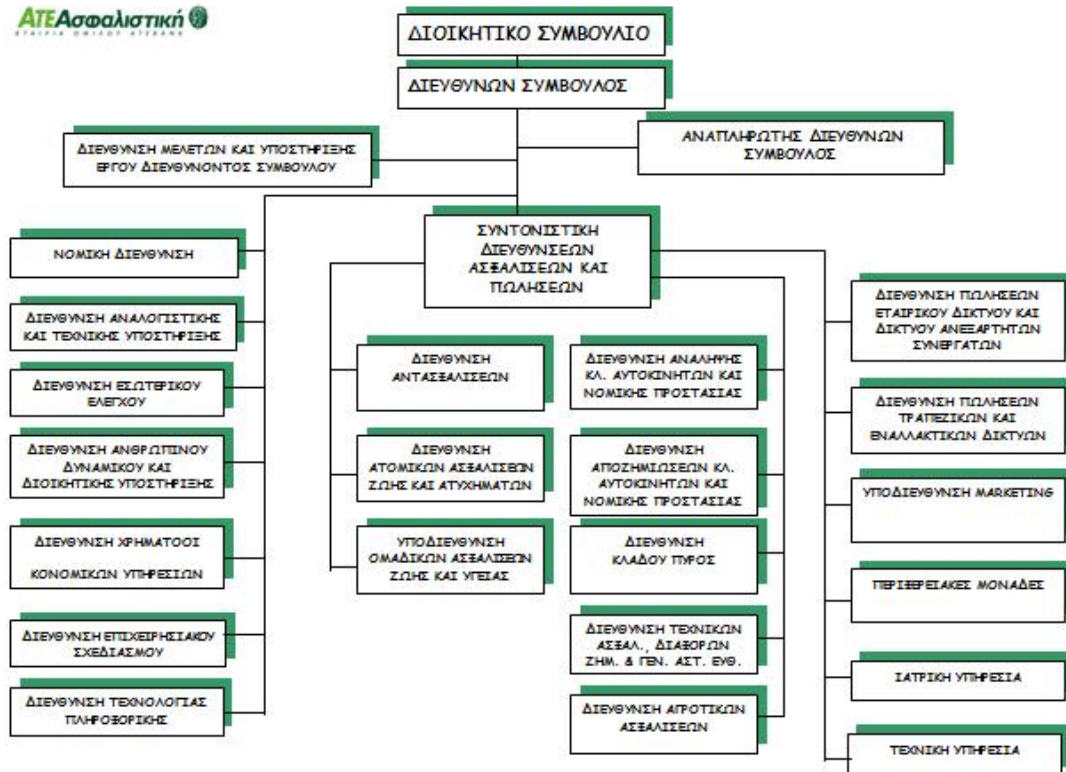 ΑΤΕΑσφαλιστική
ΕΤΑΙΡΙΑ ΟΜΙΛΟΥ ΑΤΕΒΑΝΚ
ΔΙΟΙΚΗΤΙΚΟ ΣΥΜΒΟΥΛΙΟ
ΔΙΕΥΘΥΝΩΝ ΣΥΜΒΟΥΛΟΣ
ΔΙΕΥΘΥΝΣΗ ΜΕΛΕΤΩΝ ΚΑΙ ΥΠΟΣΤΗΡΙΞΗΣ
ΕΡΓΟΥ ΔΙΕΥΘΥΝΟΝΤΟΣ ΣΥΜΒΟΥΛΟΥ
ΑΝΑΠΛΗΡΩΤΗΣ ΔΙΕΥΘΥΝΩΝ
ΣΥΜΒΟΥΛΟΣ
ΣΥΝΤΟΝΙΣΤΙΚΗ
ΔΙΕΥΘΥΝΣΕΩΝ
ΑΣΦΑΛΙΣΕΩΝ ΚΑΙ
ΠΩΛΗΣΕΩΝ
ΝΟΜΙΚΗ ΔΙΕΥΘΥΝΣΗ
ΔΙΕΥΘΥΝΣΗ ΑΝΑΛΟΓΙΣΤΙΚΗΣ
ΚΑΙ ΤΕΧΝΙΚΗΣ ΥΠΟΣΤΗΡΙΞΗΣ
ΔΙΕΥΘΥΝΣΗ ΕΣΩΤΕΡΙΚΟΥ
ΕΛΕΓΧΟΥ
ΔΙΕΥΘΥΝΣΗ ΑΝΘΡΩΠΙΝΟΥ
ΔΥΝΑΜΙΚΟΥ ΚΑΙ
ΔΙΟΙΚΗΤΙΚΗΣ ΥΠΟΣΤΗΡΙΞΗΣ
ΔΙΕΥΘΥΝΣΗ ΧΡΗΜΑΤΟΟΙ
ΚΟΝΟΜΙΚΩΝ ΥΠΗΡΕΣΙΩΝ
ΔΙΕΥΘΥΝΣΗ ΕΠΙΧΕΙΡΗΣΙΑΚΟΥ
ΣΧΕΔΙΑΣΜΟΥ
ΔΙΕΥΘΥΝΣΗ ΤΕΧΝΟΛΟΓΙΑΣ
ΠΛΗΡΟΦΟΡΙΚΗΣ
ΔΙΕΥΘΥΝΣΗ
ΑΝΤΑΣΦΑΛΙΣΕΩΝ
ΔΙΕΥΘΥΝΣΗ
ΑΤΟΜΙΚΩΝ ΑΣΦΑΛΙΣΕΩΝ
ΖΩΗΣ ΚΑΙ ΑΤΥΧΗΜΑΤΩΝ
ΥΠΟΔΙΕΥΘΥΝΣΗ
ΟΜΑΔΙΚΩΝ ΑΣΦΑΛΙΣΕΩΝ
ΖΩΗΣ ΚΑΙ ΥΓΕΙΑΣ
ΔΙΕΥΘΥΝΣΗ ΑΝΑΛΗΨΗΣ
ΚΛ. ΑΥΤΟΚΙΝΗΤΩΝ ΚΑΙ
ΝΟΜΙΚΗΣ ΠΡΟΣΤΑΣΙΑΣ
ΔΙΕΥΘΥΝΣΗ
ΑΠΟΖΗΜΙΩΣΕΩΝ ΚΛ.
ΑΥΤΟΚΙΝΗΤΩΝ ΚΑΙ
ΝΟΜΙΚΗΣ ΠΡΟΣΤΑΣΙΑΣ
ΔΙΕΥΘΥΝΣΗ
ΚΛΑΔΟΥ ΠΥΡΟΣ
ΔΙΕΥΘΥΝΣΗ ΤΕΧΝΙΚΩΝ
ΑΣΦΑΛ., ΔΙΑΦΟΡΩΝ
ΖΗΜ. & ΓΕΝ. ΑΣΤ. ΕΥΘ.
ΔΙΕΥΘΥΝΣΗ ΑΓΡΟΤΙΚΩΝ
ΑΣΦΑΛΙΣΕΩΝ
ΔΙΕΥΘΥΝΣΗ ΠΩΛΗΣΕΩΝ
ΕΤΑΙΡΙΚΟΥ ΔΙΚΤΥΟΥ ΚΑΙ
ΔΙΚΤΥΟΥ ΑΝΕΞΑΡΤΗΤΩΝ
ΣΥΝΕΡΓΑΤΩΝ
ΔΙΕΥΘΥΝΣΗ ΠΩΛΗΣΕΩΝ
ΤΡΑΠΕΖΙΚΩΝ ΚΑΙ
ΕΝΑΛΛΑΚΤΙΚΩΝ ΔΙΚΤΥΩΝ
ΥΠΟΔΙΕΥΘΥΝΣΗ MARKETING
ΠΕΡΙΦΕΡΕΙΑΚΕΣ ΜΟΝΑΔΕΣ
ΙΑΤΡΙΚΗ ΥΠΗΡΕΣΙΑ
ΤΕΧΝΙΚΗ ΥΠΗΡΕΣΙΑ